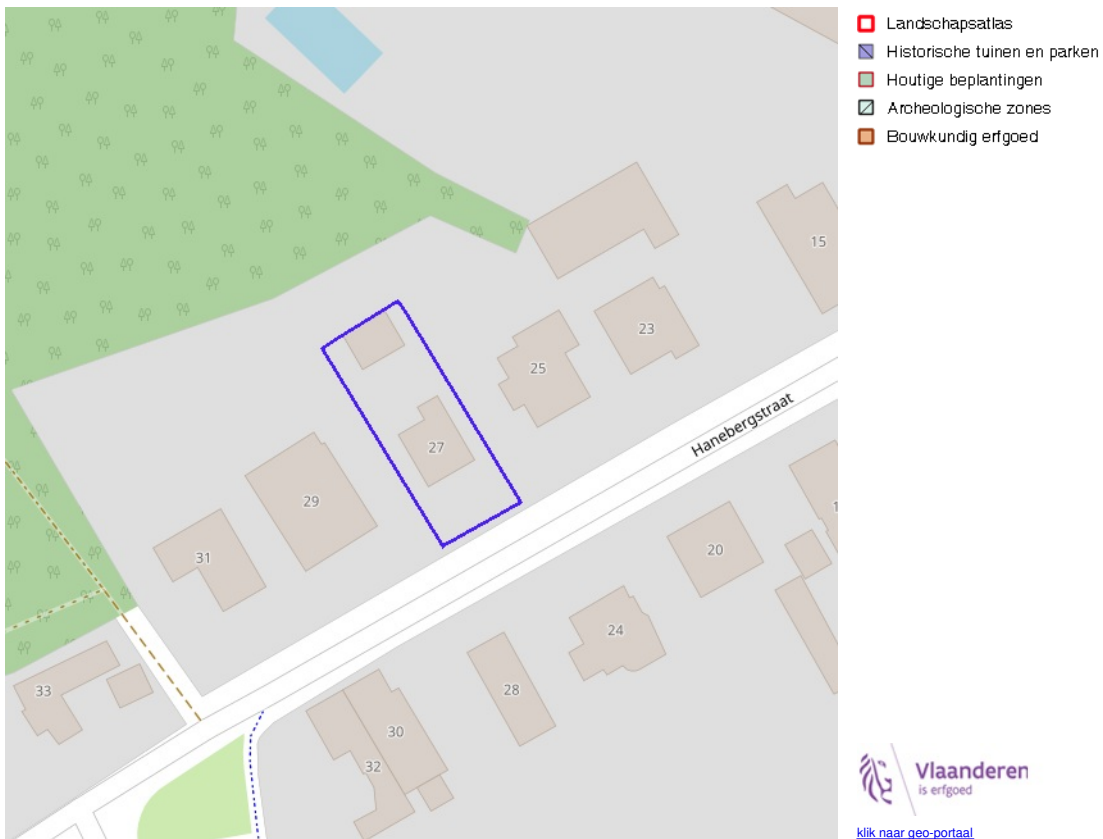 Landschapsatlas
Historische tuinen en parken
Houtige beplantingen
Archeologische zones
Bouwkundig erfgoed
15
23
25
Hanebergstraat
27
29
31
20
24
28
33
30
32
Vlaanderen
is erfgoed
klik naar geo-portaal